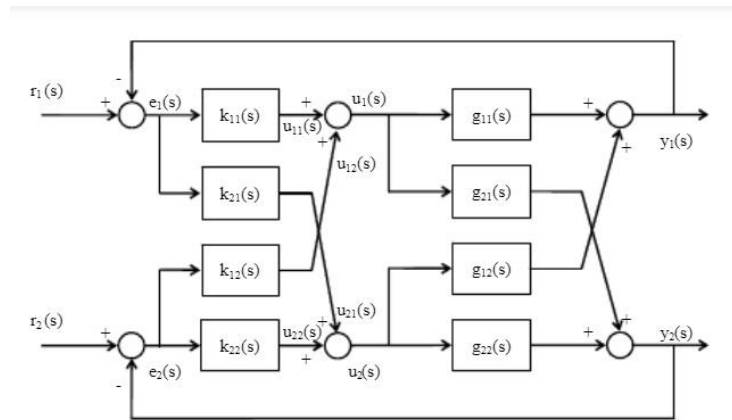 -
r₁(s)
+
e₁(s)
k₁₁(s)
+
u₁₁(s)
+
u₁(s)
g₁₁(s)
+
+
y₁(s)
k₂₁(s)
u₁₂(s)
g₂₁(s)
k₁₂(s)
g₁₂(s)
r₂(s)
+
e₂(s)
k₂₂(s)
u₂₂(s)
+
+
u₂₁(s)
u₂(s)
g₂₂(s)
+
+
y₂(s)
-